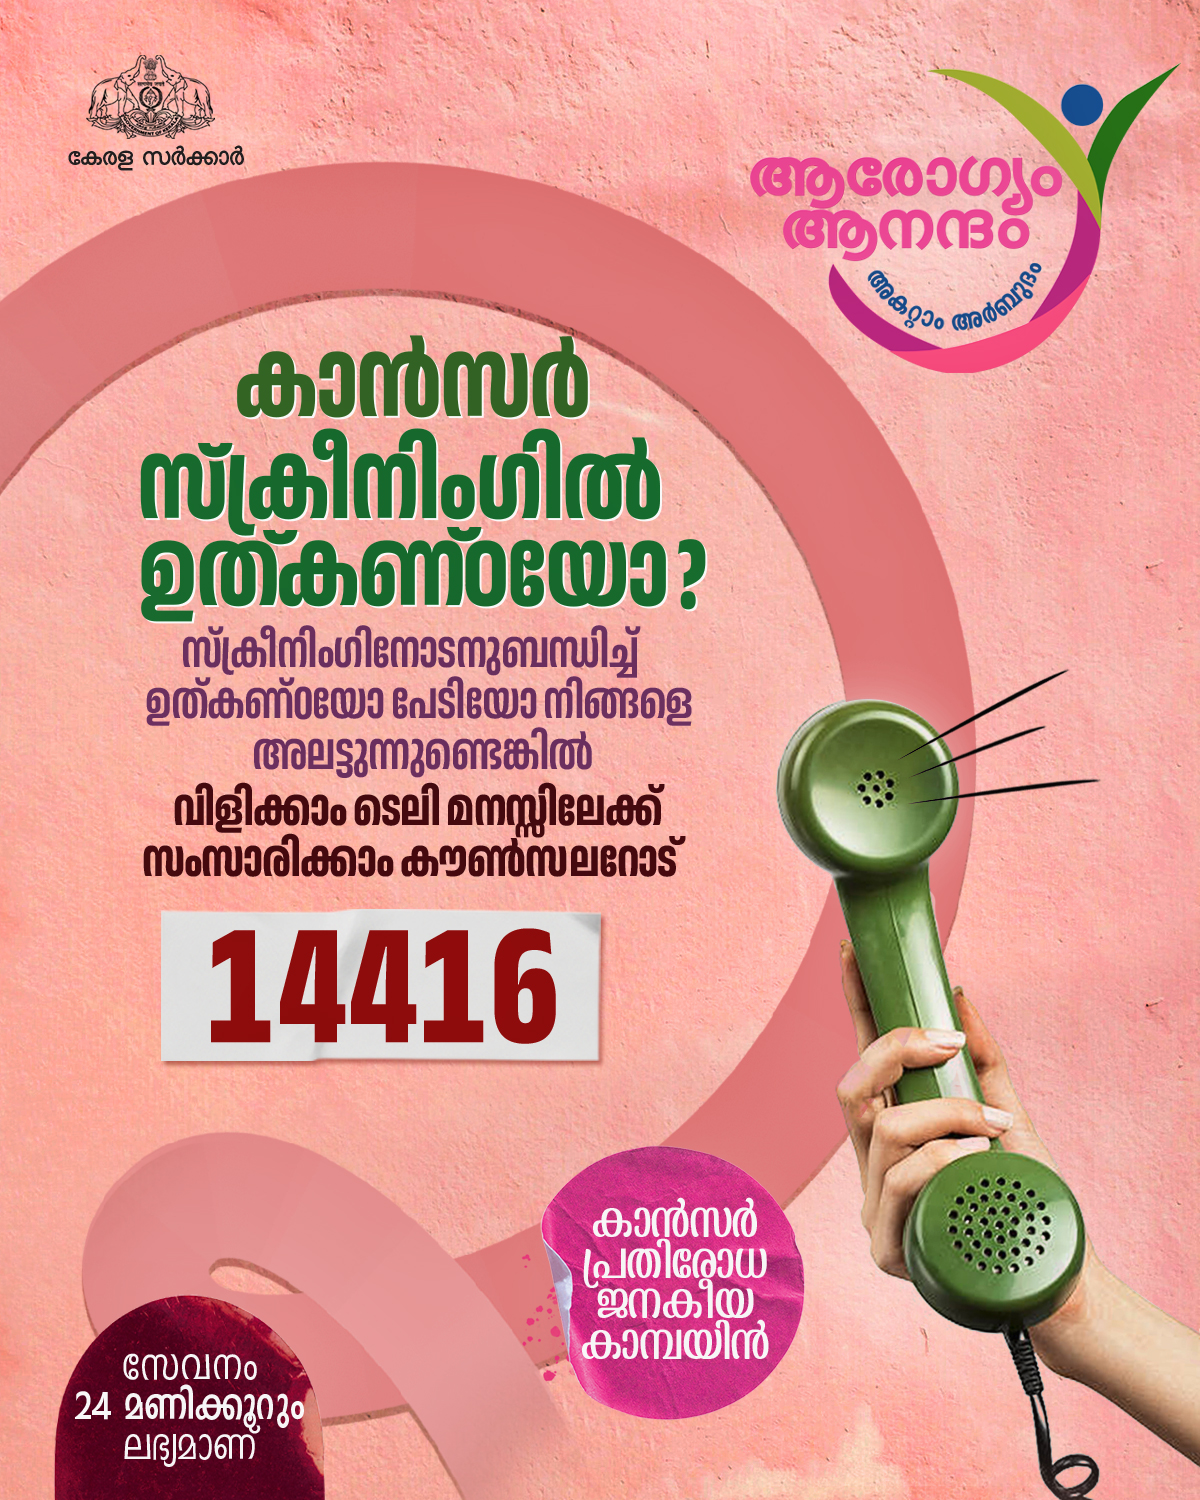 കേരള സർക്കാർ
ആരോഗ്യം
ആനന്ദം
അകറ്റാം അർബുദം
കാൻസർ
സ്ക്രീനിംഗിൽ
ഉത്കണ്ഠയോ?
സ്ക്രീനിംഗിനോടനുബന്ധിച്ച്
ഉത്കണ്ഠയോ പേടിയോ നിങ്ങളെ
അലട്ടുന്നുണ്ടെങ്കിൽ
വിളിക്കാം ടെലി മനസ്സിലേക്ക്
സംസാരിക്കാം കൗൺസലറോട്
14416
കാൻസർ
പ്രതിരോധ
ജനകീയ
കാമ്പയിൻ
സേവനം
24 മണിക്കൂറും
ലഭ്യമാണ്